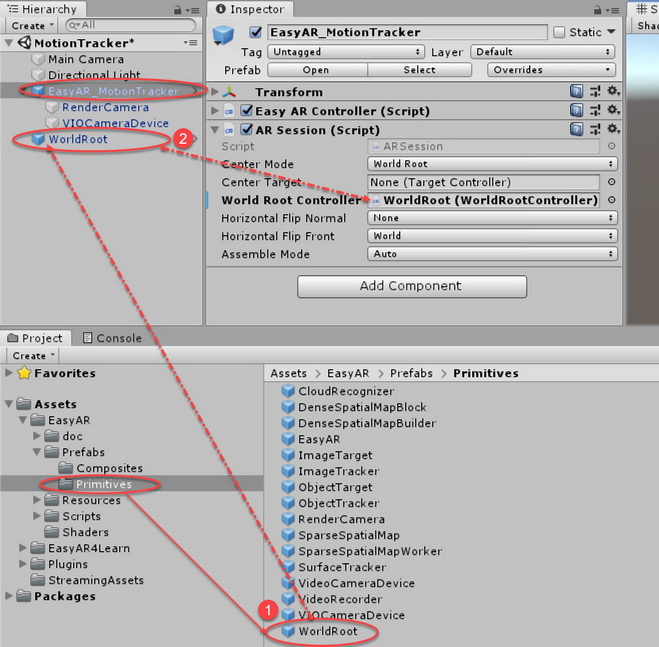 Hierarchy
Create
All
MotionTracker*
Main Camera
Directional Light
EasyAR_MotionTracker
RenderCamera
VIOCameraDevice
WorldRoot
2
Inspector
EasyAR_MotionTracker
Static
Tag Untagged Layer Default
Prefab Open Select Overrides
Transform
Easy AR Controller (Script)
AR Session (Script)
Script ARSession
Center Mode World Root
Center Target None (Target Controller)
World Root Controller WorldRoot (WorldRootController)
Horizontal Flip Normal None
Horizontal Flip Front World
Assemble Mode Auto
Add Component
# S
Shad
Project Console
Create
Favorites
Assets
EasyAR
doc
Prefabs
Composites
Primitives
Resources
Scripts
Shaders
EasyAR4Learn
Plugins
StreamingAssets
Packages
Assets > EasyAR > Prefabs > Primitives
CloudRecognizer
DenseSpatialMapBlock
DenseSpatialMapBuilder
EasyAR
ImageTarget
ImageTracker
ObjectTarget
ObjectTracker
RenderCamera
SparseSpatialMap
SparseSpatialMapWorker
SurfaceTracker
VideoCameraDevice
VideoRecorder
VIOCameraDevice
WorldRoot
1